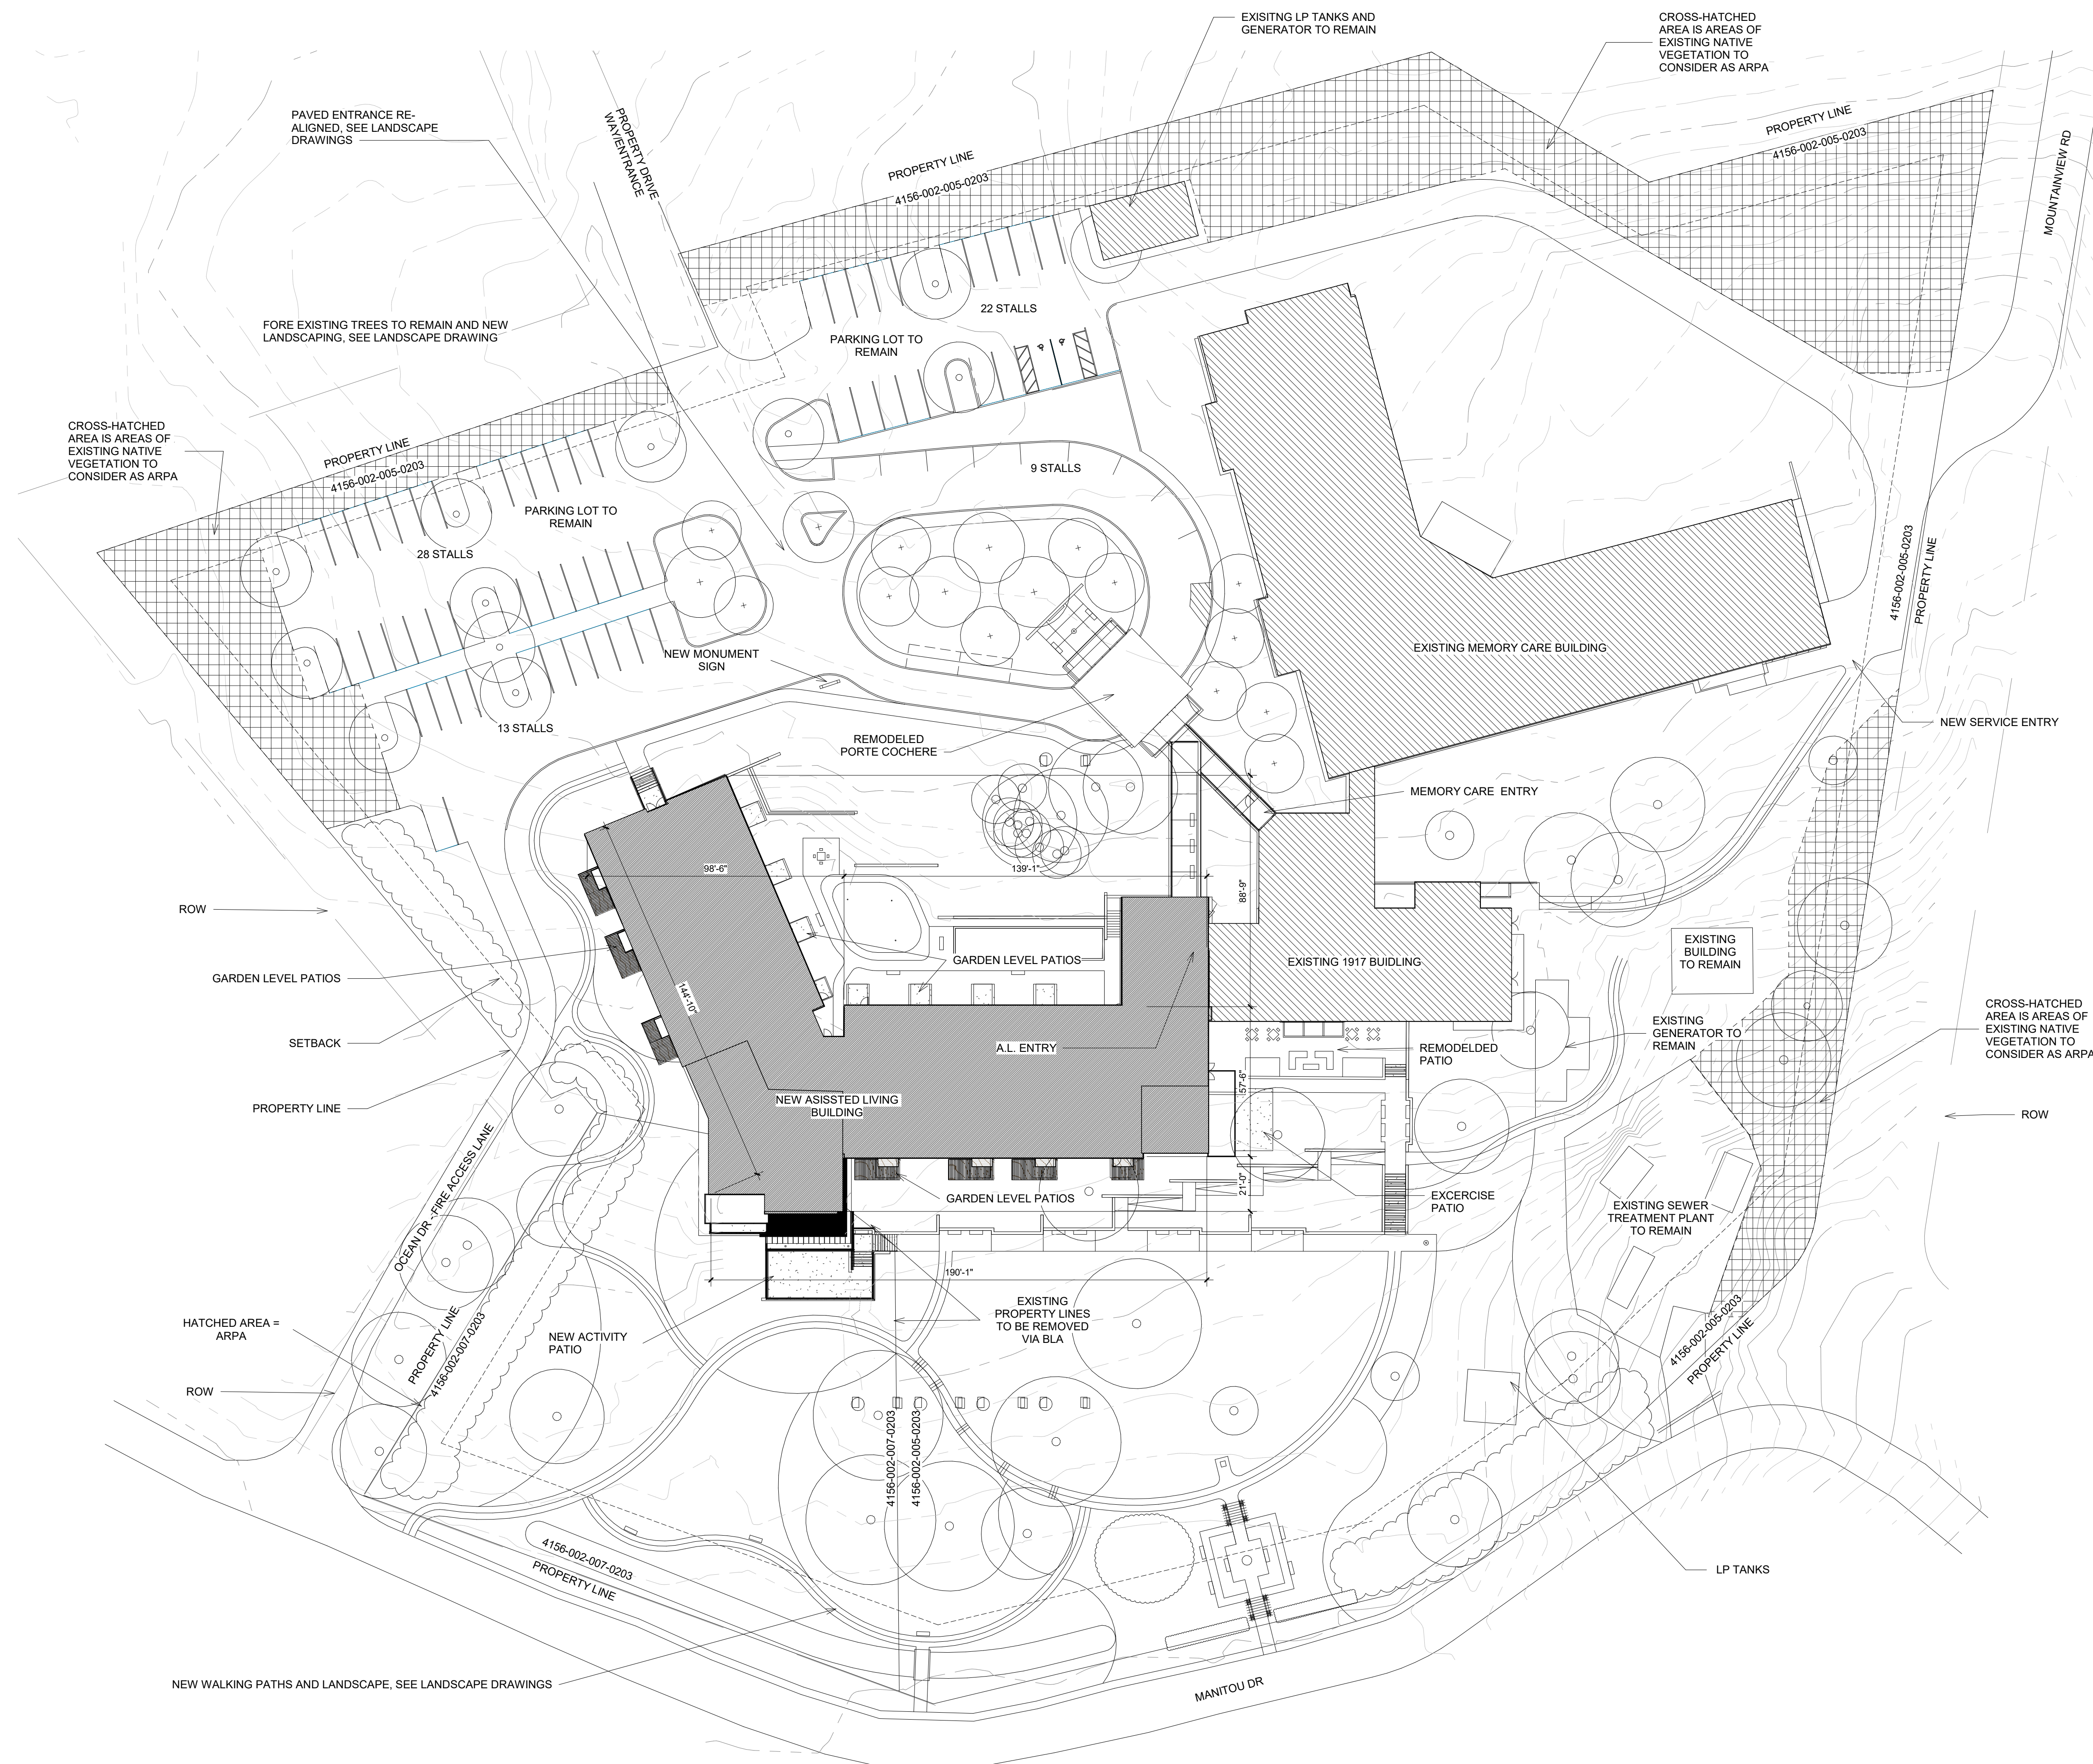 EXISITNG LP TANKS AND
GENERATOR TO REMAIN
CROSS-HATCHED
AREA IS AREAS OF
EXISTING NATIVE
VEGETATION TO
CONSIDER AS ARPA
PAVED ENTRANCE RE-
ALIGNED, SEE LANDSCAPE
DRAWINGS
PROPERTY DRIVE
WAY/ENTRANCE
PROPERTY LINE
4156-002-005-0203
PROPERTY LINE
4156-002-005-0203
MOUNTAINVIEW RD
FORE EXISTING TREES TO REMAIN AND NEW
LANDSCAPING, SEE LANDSCAPE DRAWING
22 STALLS
PARKING LOT TO
REMAIN
CROSS-HATCHED
AREA IS AREAS OF
EXISTING NATIVE
VEGETATION TO
CONSIDER AS ARPA
PROPERTY LINE
4156-002-005-0203
9 STALLS
PARKING LOT TO
REMAIN
28 STALLS
4156-002-005-0203
PROPERTY LINE
NEW MONUMENT
SIGN
EXISTING MEMORY CARE BUILDING
13 STALLS
NEW SERVICE ENTRY
REMODELED
PORTE COCHERE
MEMORY CARE ENTRY
98'-6"
139'-1"
88'-9"
ROW
EXISTING
BUILDING
TO REMAIN
GARDEN LEVEL PATIOS
EXISTING 1917 BUIDLING
GARDEN LEVEL PATIOS
144'-10"
CROSS-HATCHED
AREA IS AREAS OF
EXISTING NATIVE
VEGETATION TO
CONSIDER AS ARPA
EXISTING
GENERATOR TO
REMAIN
SETBACK
A.L. ENTRY
REMODELDED
PATIO
57'-6"
NEW ASISSTED LIVING
BUILDING
PROPERTY LINE
ROW
OCEAN DR - FIRE ACCESS LANE
21'-0"
GARDEN LEVEL PATIOS
EXCERCISE
PATIO
EXISTING SEWER
TREATMENT PLANT
TO REMAIN
190'-1"
EXISTING
PROPERTY LINES
TO BE REMOVED
VIA BLA
HATCHED AREA =
ARPA
NEW ACTIVITY
PATIO
PROPERTY LINE
4156-002-007-0203
4156-002-005-0203
PROPERTY LINE
ROW
4156-002-007-0203
4156-002-005-0203
4156-002-007-0203
PROPERTY LINE
LP TANKS
NEW WALKING PATHS AND LANDSCAPE, SEE LANDSCAPE DRAWINGS
MANITOU DR